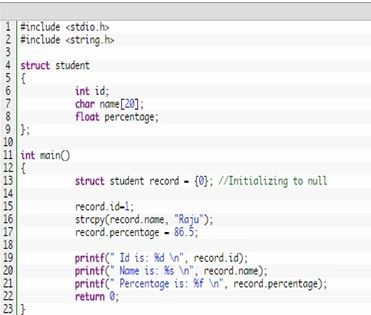 1 #include <stdio.h>
2 #include <string.h>
3
4 struct student
5 {
6 int id;
7 char name[20];
8 float percentage;
9 };
10
11 int main()
12 {
13 struct student record = {0}; //Initializing to null
14
15 record.id=1;
16 strcpy(record.name, "Raju");
17 record.percentage = 86.5;
18
19 printf(" Id is: %d \n", record.id);
20 printf(" Name is: %s \n", record.name);
21 printf(" Percentage is: %f \n", record.percentage);
22 return 0;
23 }